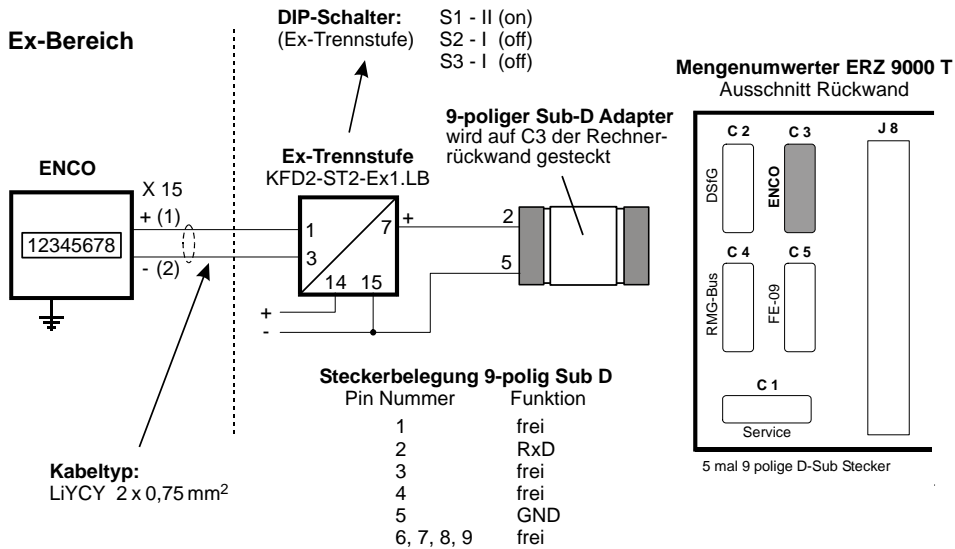 Ex-Bereich
DIP-Schalter:
(Ex-Trennstufe)
S1 - II (on)
S2 - I (off)
S3 - I (off)
Mengenumwerter ERZ 9000 T
Ausschnitt Rückwand
9-poliger Sub-D Adapter
wird auf C3 der Rechner-
rückwand gesteckt
ENCO
X 15
+ (1)
- (2)
12345678
Ex-Trennstufe
KFD2-ST2-Ex1.LB
1
3
7
14
15
+
+
-
2
5
C 2
C 3
J 8
DSfG
ENCO
C 4
C 5
RMG-Bus
FE-09
C 1
Service
5 mal 9 polige D-Sub Stecker
Steckerbelegung 9-polig Sub D
Pin Nummer Funktion
1 frei
2 RxD
3 frei
4 frei
5 GND
6, 7, 8, 9 frei
Kabeltyp:
LiYCY 2 x 0,75 mm²